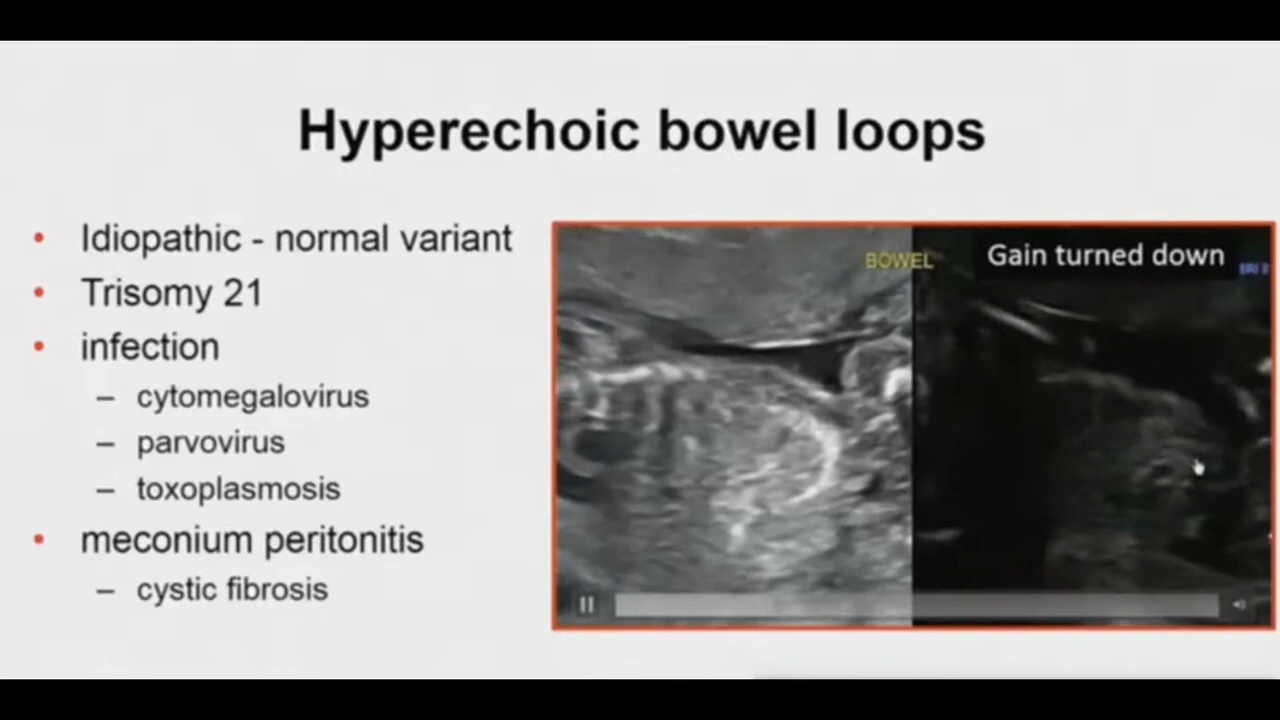 Hyperechoic bowel loops
• Idiopathic - normal variant
• Trisomy 21
• infection
– cytomegalovirus
– parvovirus
– toxoplasmosis
• meconium peritonitis
– cystic fibrosis
BOWEL
Gain turned down